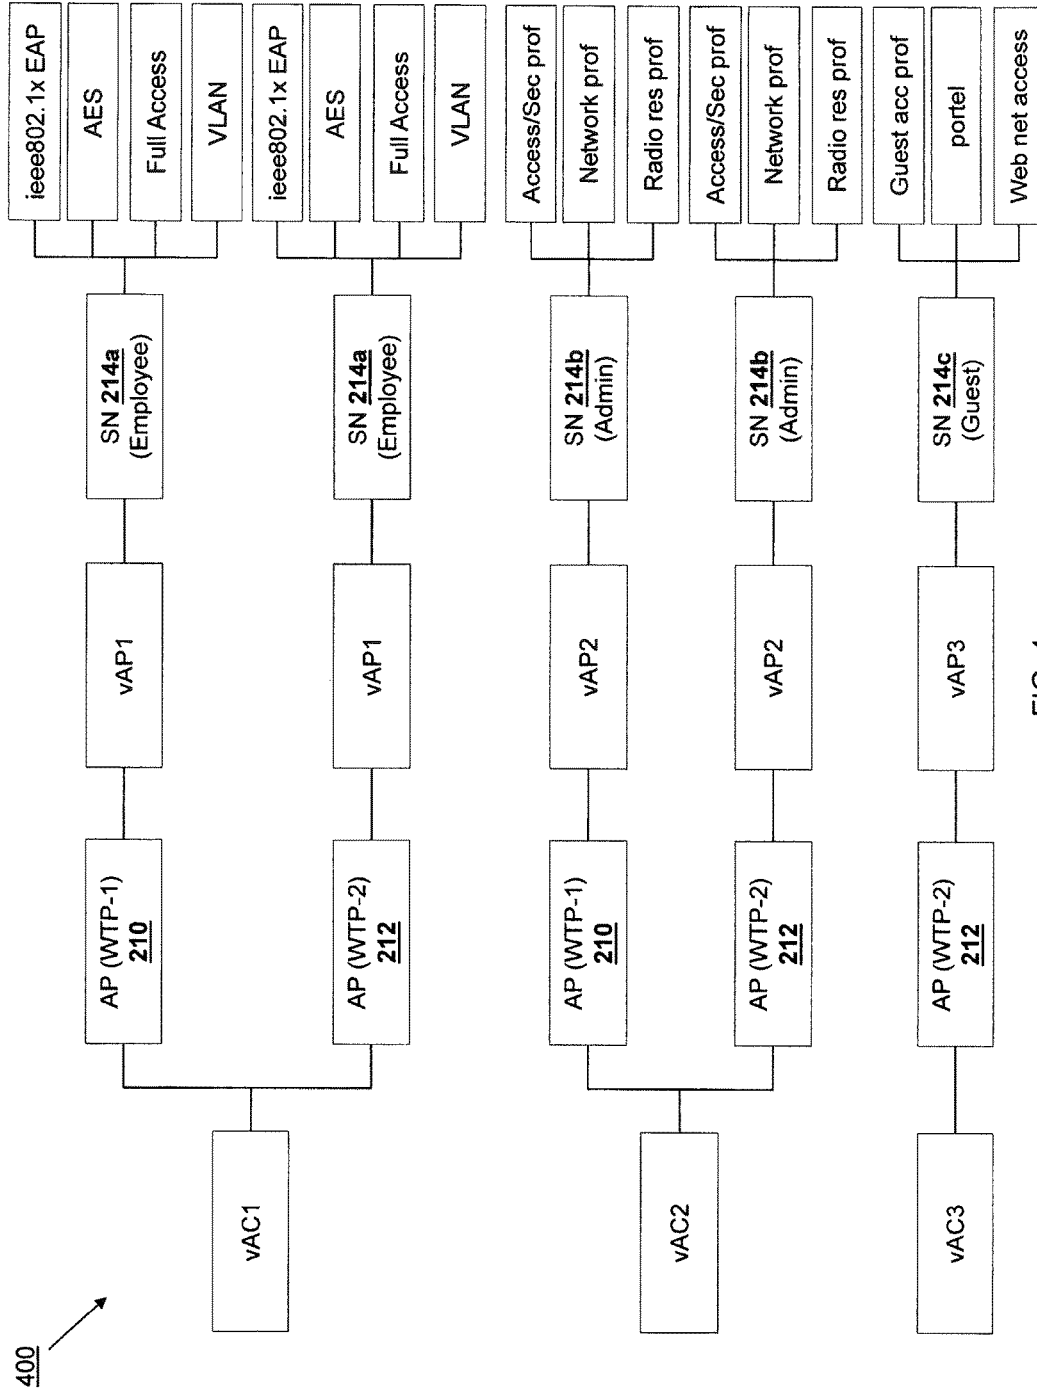 400
vAC1
AP (WTP-1)
210
vAP1
SN 214a
(Employee)
ieee802.1x EAP
AES
Full Access
VLAN
AP (WTP-2)
212
vAP1
SN 214a
(Employee)
ieee802.1x EAP
AES
Full Access
VLAN
vAC2
AP (WTP-1)
210
vAP2
SN 214b
(Admin)
Access/Sec prof
Network prof
Radio res prof
AP (WTP-2)
212
vAP2
SN 214b
(Admin)
Access/Sec prof
Network prof
Radio res prof
vAC3
AP (WTP-2)
212
vAP3
SN 214c
(Guest)
Guest acc prof
portel
Web net access
FIG.